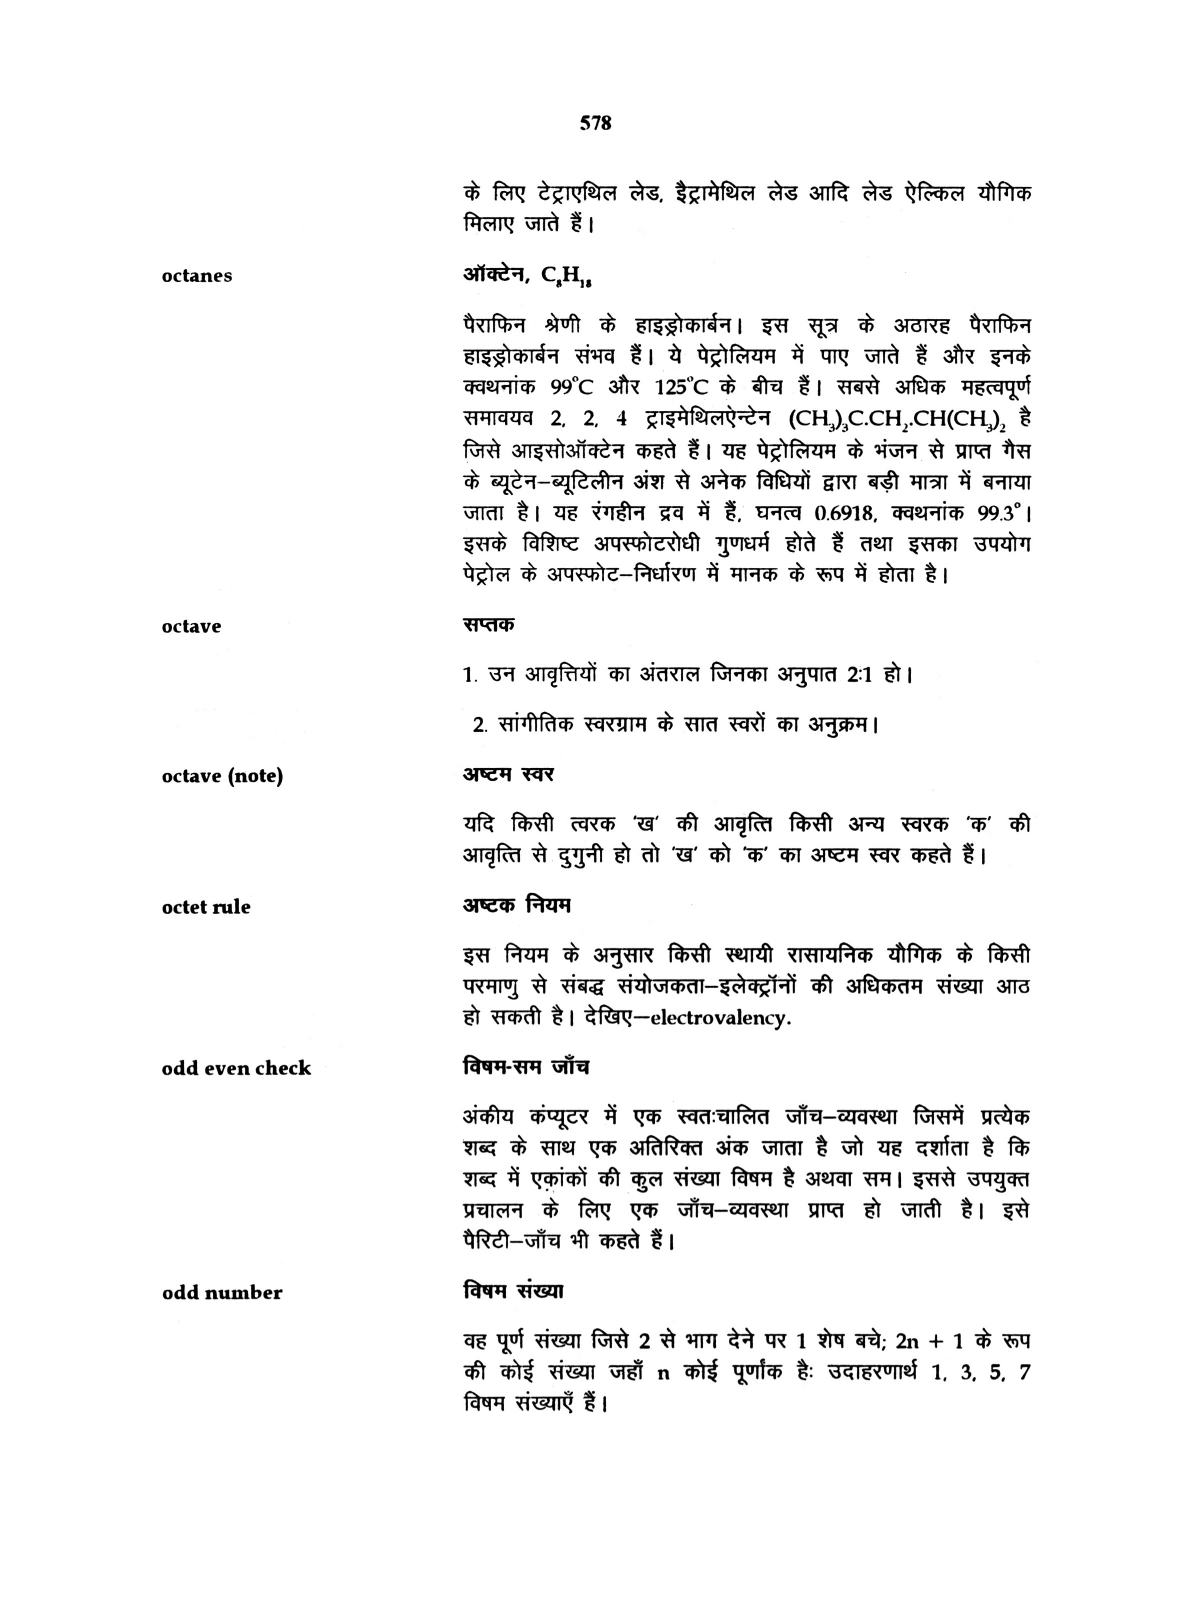 578
के लिए टेट्राएथिल लेड, डैट्रामेथिल लेड आदि लेड ऐल्किल यौगिक
मिलाए जाते हैं।
octanes ऑक्टेन, C₈H₁₈
पैराफिन श्रेणी के हाइड्रोकार्बन। इस सूत्र के अठारह पैराफिन
हाइड्रोकार्बन संभव हैं। ये पेट्रोलियम में पाए जाते हैं और इनके
क्वथनांक 99°C और 125°C के बीच हैं। सबसे अधिक महत्वपूर्ण
समावयव 2, 2, 4 ट्राइमेथिलऐन्टेन (CH₃)₃C.CH₂.CH(CH₃)₂ है
जिसे आइसोऑक्टेन कहते हैं। यह पेट्रोलियम के भंजन से प्राप्त गैस
के ब्यूटेन–ब्यूटिलीन अंश से अनेक विधियों द्वारा बड़ी मात्रा में बनाया
जाता है। यह रंगहीन द्रव में हैं, घनत्व 0.6918, क्वथनांक 99.3°।
इसके विशिष्ट अपस्फोटरोधी गुणधर्म होते हैं तथा इसका उपयोग
पेट्रोल के अपस्फोट–निर्धारण में मानक के रूप में होता है।
octave सप्तक
1. उन आवृत्तियों का अंतराल जिनका अनुपात 2:1 हो।
2. सांगीतिक स्वरग्राम के सात स्वरों का अनुक्रम।
octave (note) अष्टम स्वर
यदि किसी त्वरक ‘ख’ की आवृत्ति किसी अन्य स्वरक ‘क’ की
आवृत्ति से दुगुनी हो तो ‘ख’ को ‘क’ का अष्टम स्वर कहते हैं।
octet rule अष्टक नियम
इस नियम के अनुसार किसी स्थायी रासायनिक यौगिक के किसी
परमाणु से संबद्ध संयोजकता–इलेक्ट्रॉनों की अधिकतम संख्या आठ
हो सकती है। देखिए–electrovalency.
odd even check विषम-सम जाँच
अंकीय कंप्यूटर में एक स्वतःचालित जाँच–व्यवस्था जिसमें प्रत्येक
शब्द के साथ एक अतिरिक्त अंक जाता है जो यह दर्शाता है कि
शब्द में एकांकों की कुल संख्या विषम है अथवा सम। इससे उपयुक्त
प्रचालन के लिए एक जाँच–व्यवस्था प्राप्त हो जाती है। इसे
पैरिटी–जाँच भी कहते हैं।
odd number विषम संख्या
वह पूर्ण संख्या जिसे 2 से भाग देने पर 1 शेष बचे; 2n + 1 के रूप
की कोई संख्या जहाँ n कोई पूर्णांक हैः उदाहरणार्थ 1, 3, 5, 7
विषम संख्याएँ हैं।